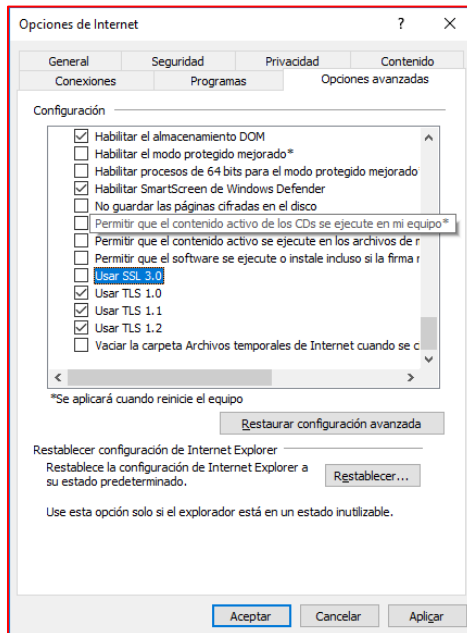 Opciones de Internet
? X
General Seguridad Privacidad Contenido
Conexiones Programas Opciones avanzadas
Configuración
Habilitar el almacenamiento DOM
Habilitar el modo protegido mejorado*
Habilitar procesos de 64 bits para el modo protegido mejorado
Habilitar SmartScreen de Windows Defender
No guardar las páginas cifradas en el disco
Permitir que el contenido activo de los CDs se ejecute en mi equipo*
Permitir que el contenido activo se ejecute en los archivos de
Permitir que el software se ejecute o instale incluso si la firma
Usar SSL 3.0
Usar TLS 1.0
Usar TLS 1.1
Usar TLS 1.2
Vaciar la carpeta Archivos temporales de Internet cuando se c
*Se aplicará cuando reinicie el equipo
Restaurar configuración avanzada
Restablecer configuración de Internet Explorer
Restablece la configuración de Internet Explorer a
su estado predeterminado.
Restablecer...
Use esta opción solo si el explorador está en un estado inutilizable.
Aceptar Cancelar Aplicar